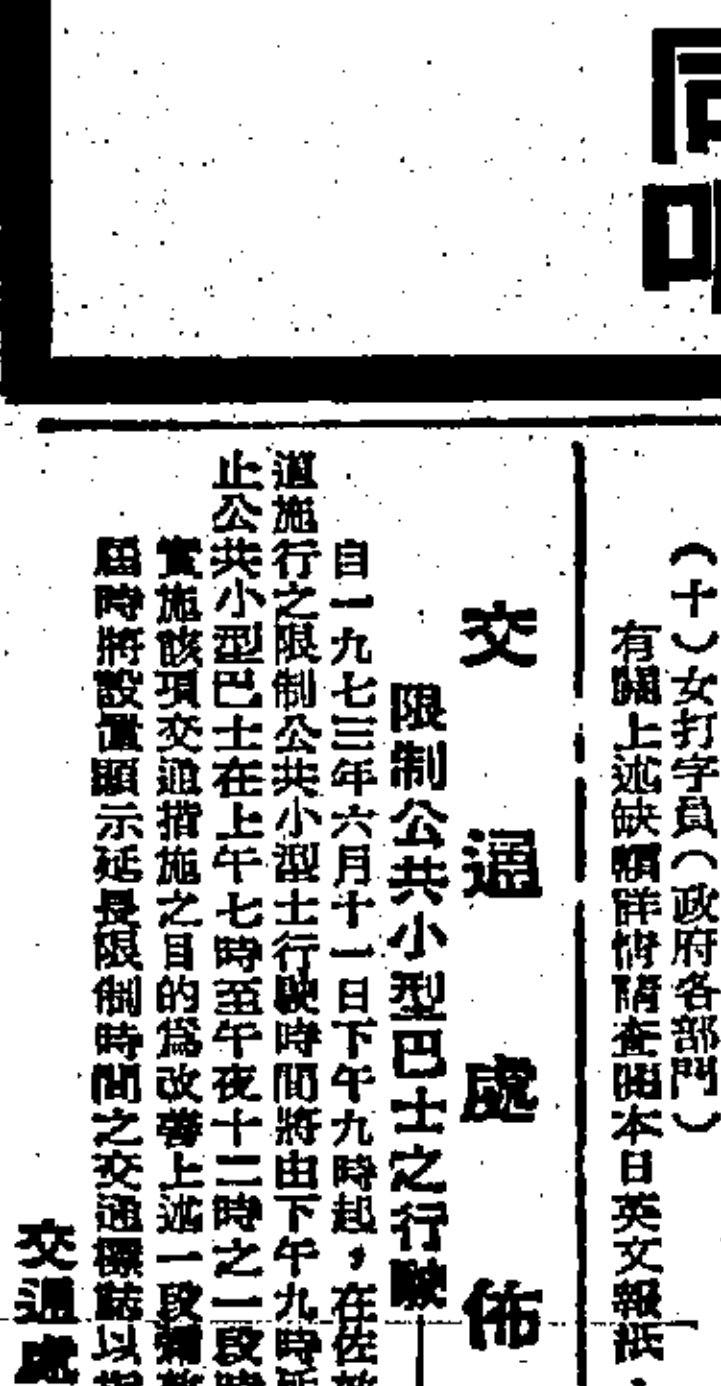 (十)女打字員(政府各部門)
有關上述缺額詳情請查閱本日英文報紙,
交通處佈
限制公共小型巴士之行駛
自一九七三年六月十一日下午九時起,在佐
道施行之限制公共小型士行駛時間將由下午九時延
止公共小型巴士在上午七時至午夜十二時之一段時
實施該項交通措施之目的為改善上述一段彌
屆時將設置顯示延長限制時間之交通標誌以
交通處